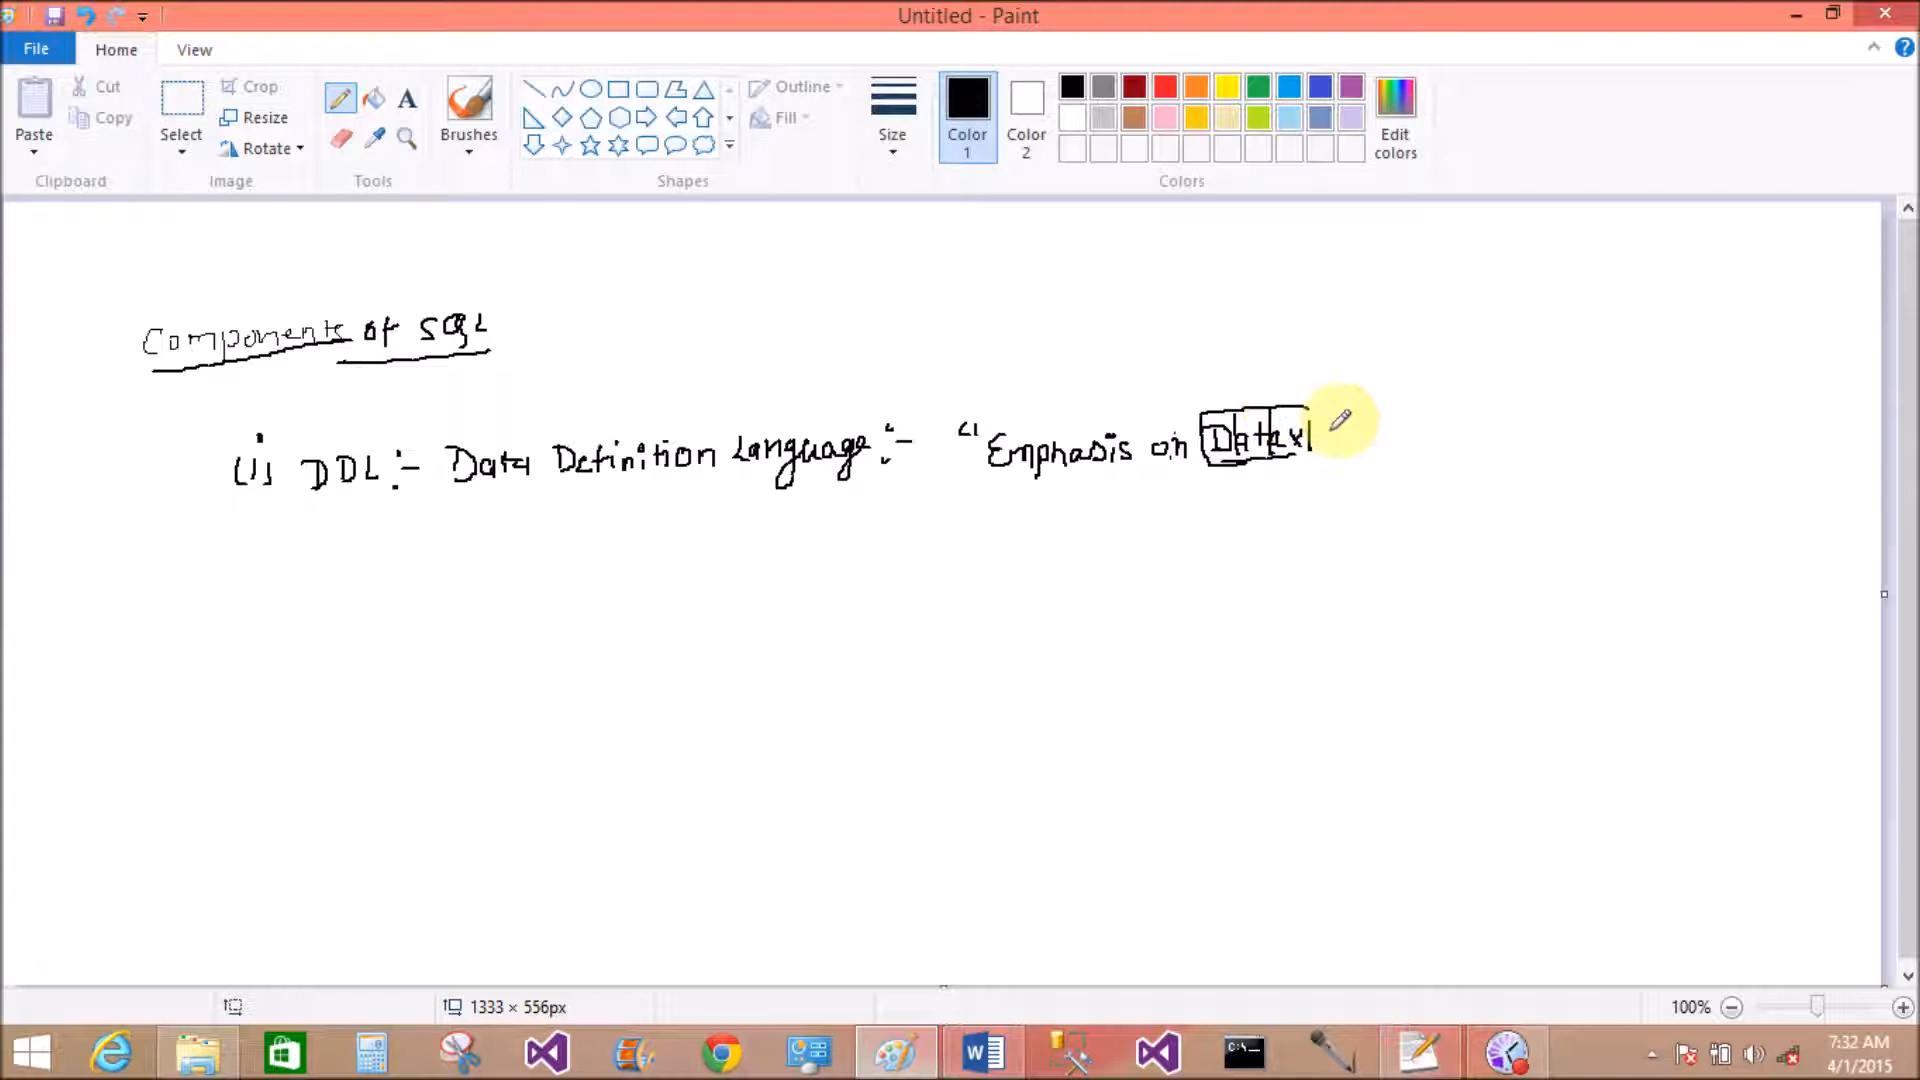 Untitled - Paint
File Home View
Paste Cut Copy Clipboard
Select Crop Resize Rotate Image
Tools
Brushes
Outline Fill Shapes
Size
Color 1 Color 2 Edit colors Colors
Components of SQL
(i) DDL:- Data Definition Language:- "Emphasis on
1333 × 556px 100%
7:32 AM
4/1/2015